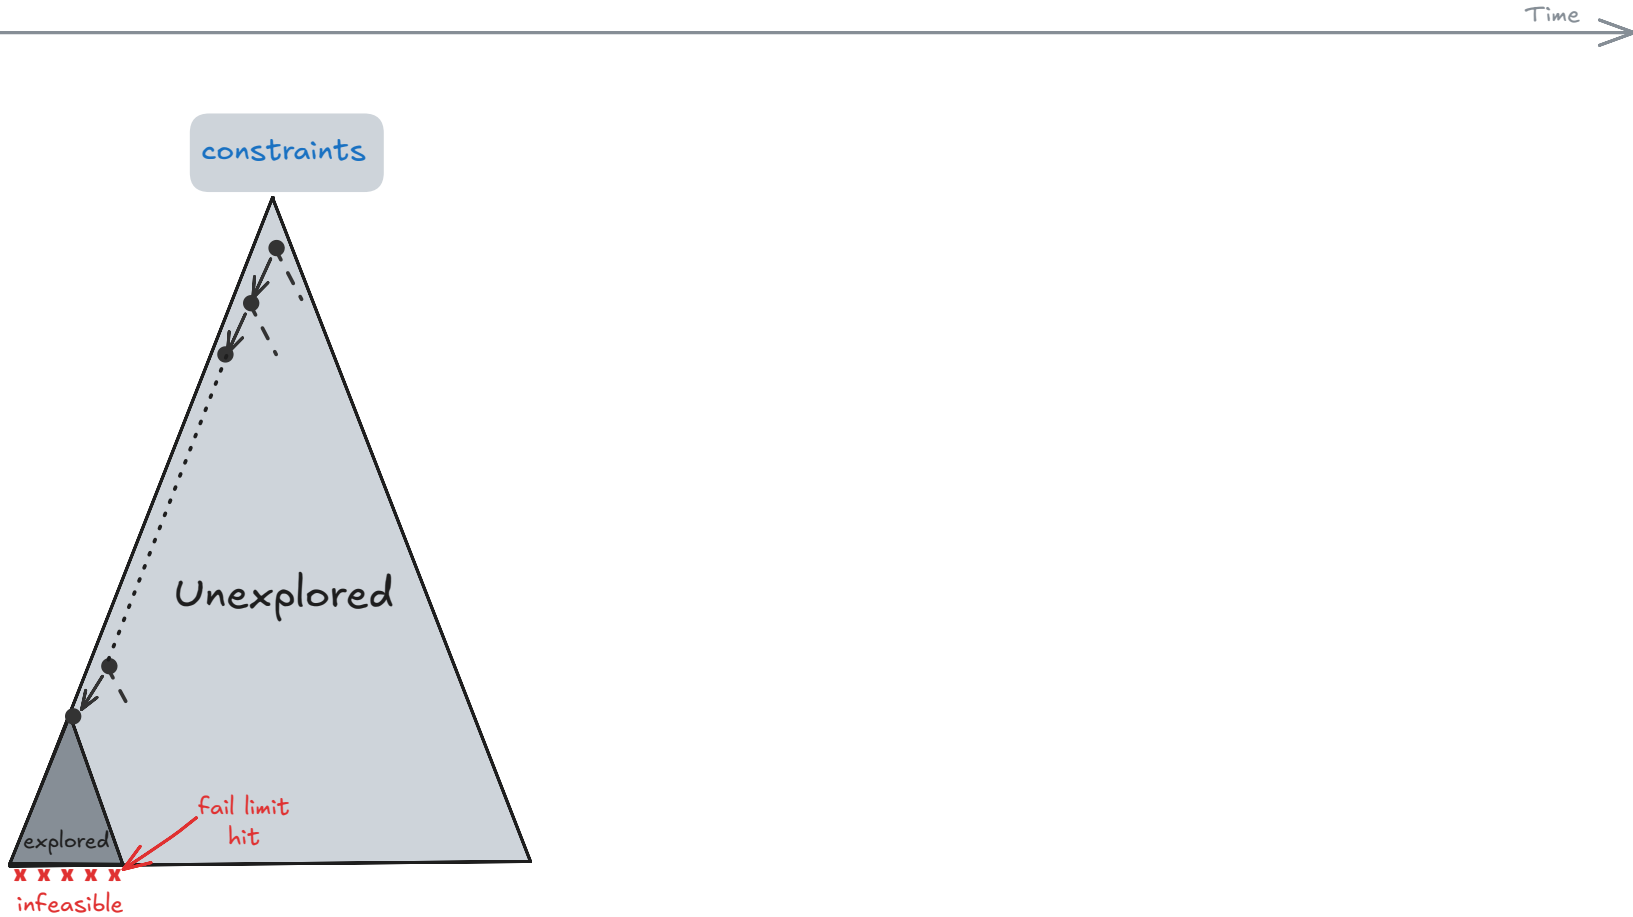 Time
constraints
Unexplored
fail limit
hit
explored
x x x x x
infeasible